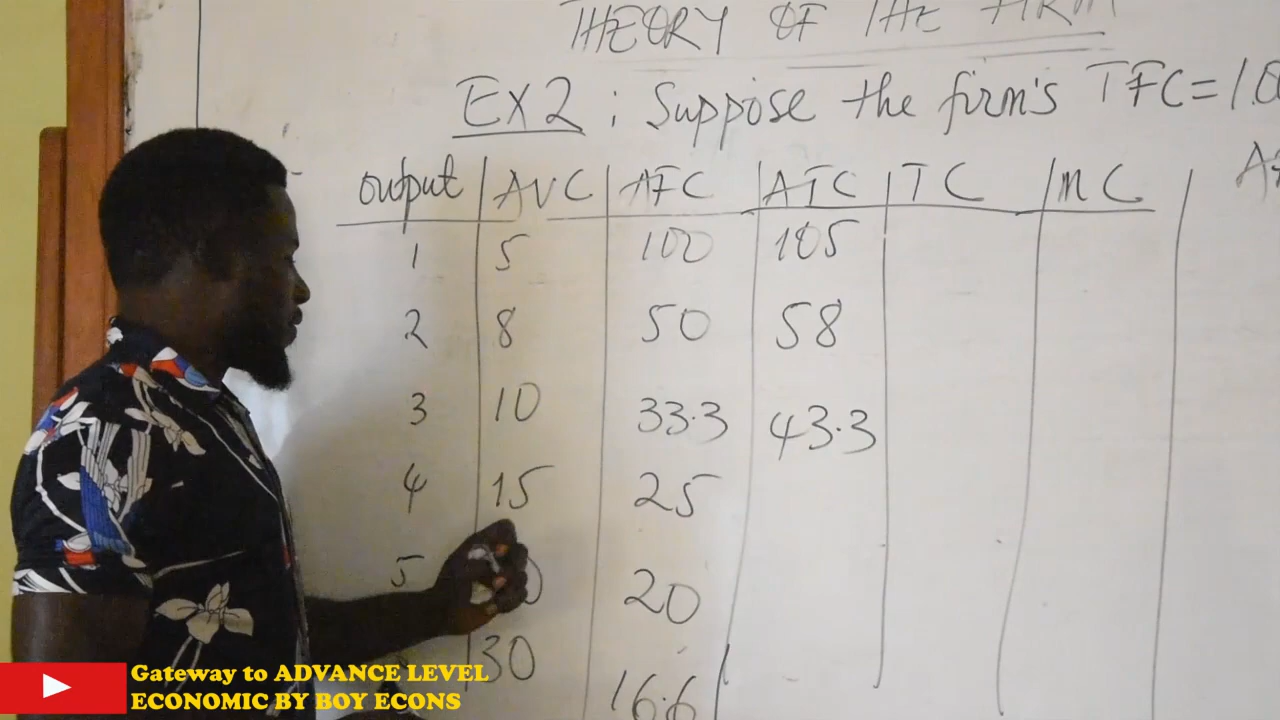 THEORY OF THE FIRM
EX2 : Suppose the firm's TFC=1.0
output AVC AFC ATC TC MC
1 5 100 105
2 8 50 58
3 10 33.3 43.3
4 15 25
5 20
30
16.6
Gateway to ADVANCE LEVEL
ECONOMIC BY BOY ECONS